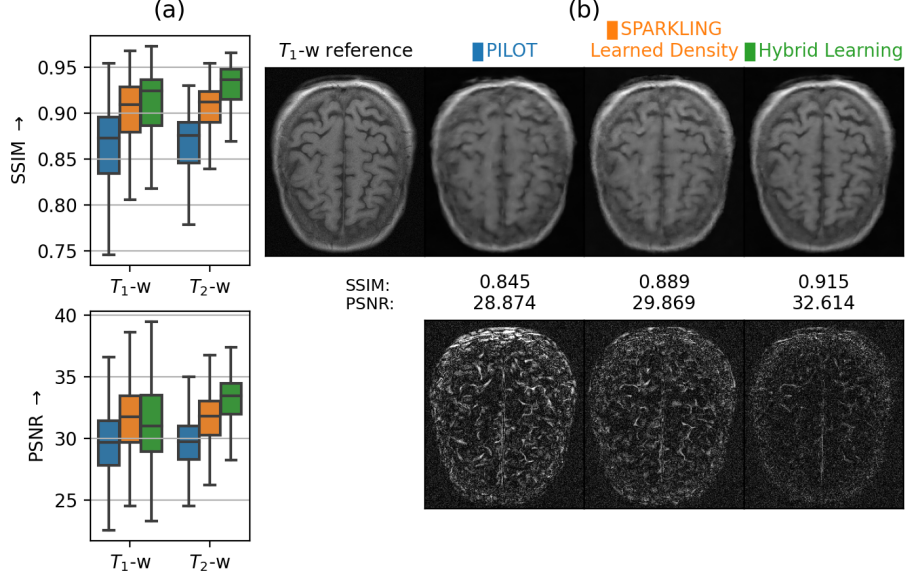 (a)
0.95
0.90
0.85
0.80
0.75
SSIM →
T₁-w
T₂-w
40
35
30
25
PSNR →
T₁-w
T₂-w
(b)
T₁-w reference
PILOT
SPARKLING
Learned Density
Hybrid Learning
SSIM: 0.845 0.889 0.915
PSNR: 28.874 29.869 32.614